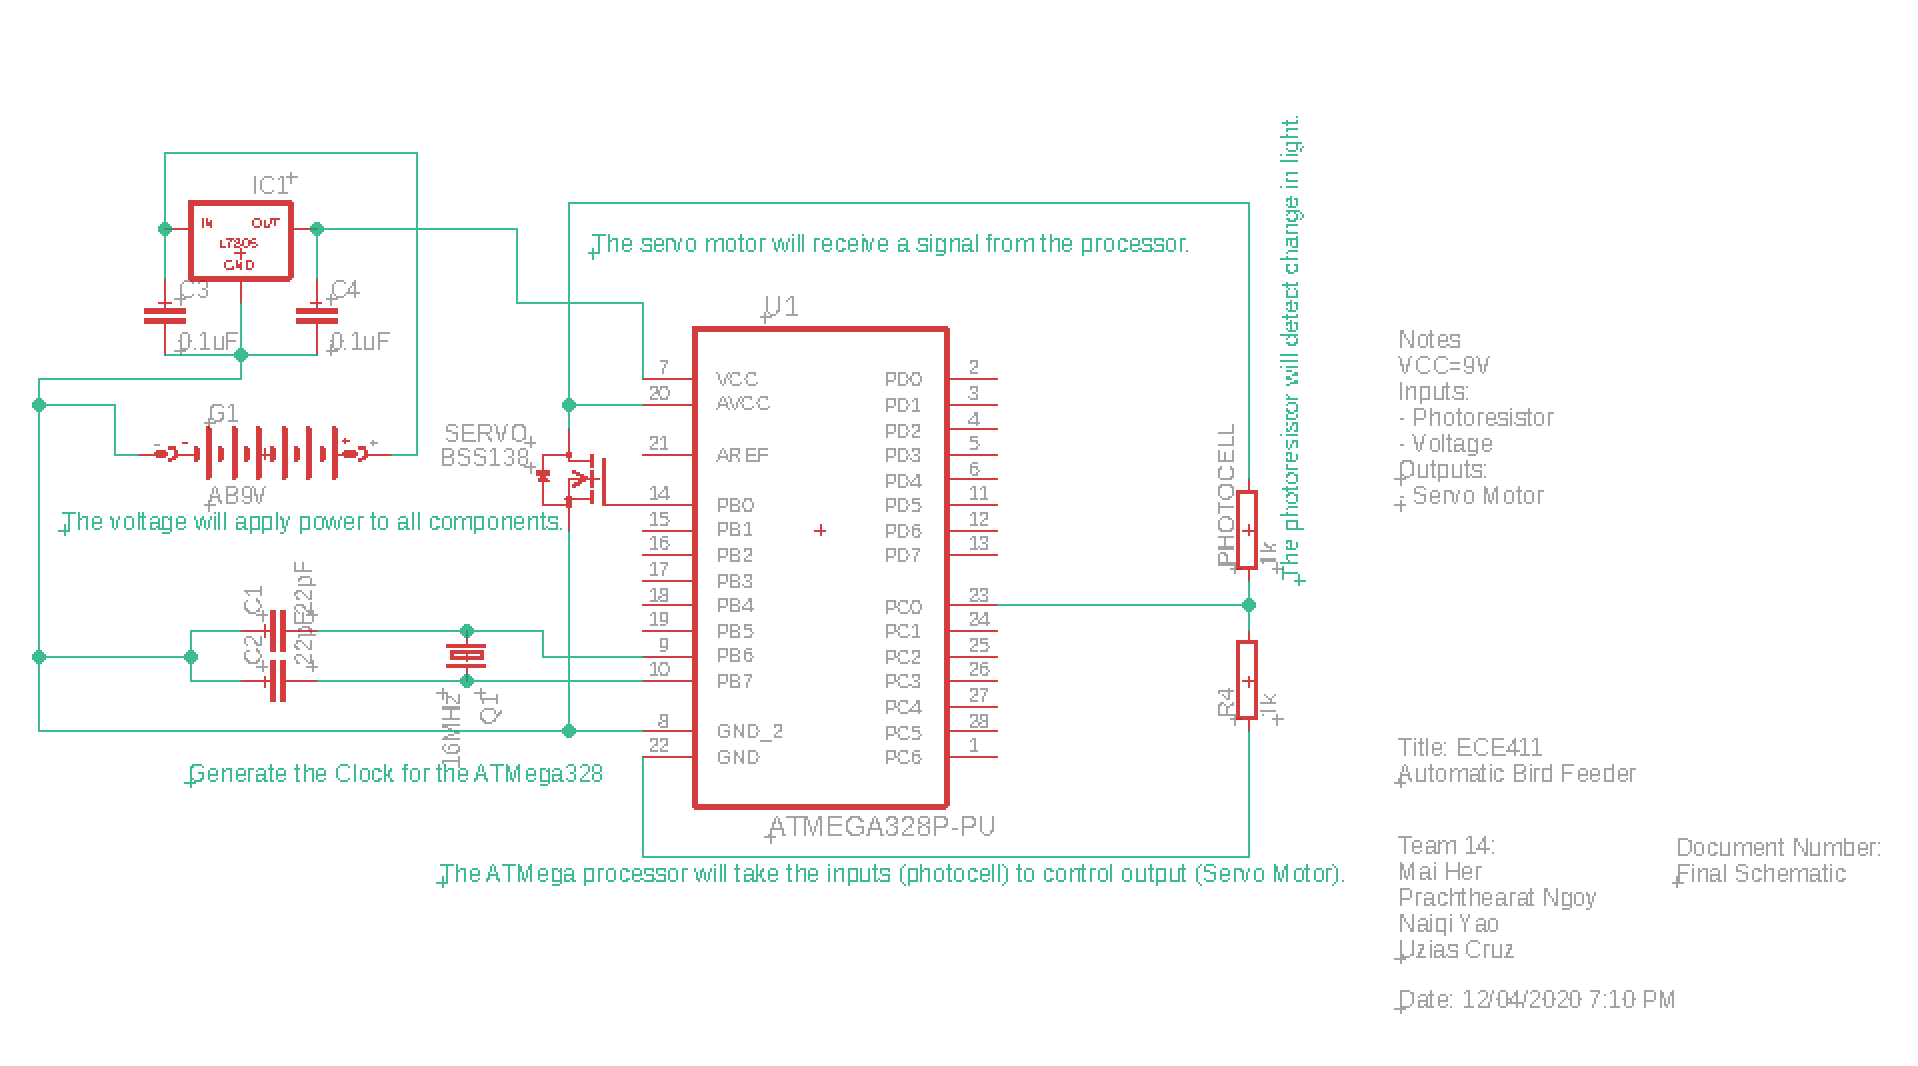 The photoresisor will detect change in light.
IC1
IN OUT
L7805
GND
C3
0.1uF
C4
0.1uF
The servo motor will receive a signal from the processor.
U1
7 VCC
20 AVCC
21 AREF
14 PB0
15 PB1
16 PB2
17 PB3
18 PB4
19 PB5
9 PB6
10 PB7
8 GND_2
22 GND
PD0 2
PD1 3
PD2 4
PD3 5
PD4 6
PD5 11
PD6 12
PD7 13
PC0 23
PC1 24
PC2 25
PC3 26
PC4 27
PC5 28
PC6 1
ATMEGA328P-PU
G1
- - + +
AB9V
SERVO
BSS138
The voltage will apply power to all components.
C1
22pF
C2
22pF
16MHz
Q1
Generate the Clock for the ATMega328
PHOTOCELL
1k
R4
1k
The ATMega processor will take the inputs (photocell) to control output (Servo Motor).
Notes
VCC=9V
Inputs:
- Photoresistor
- Voltage
Outputs:
- Servo Motor
Title: ECE411
Automatic Bird Feeder
Team 14:
Mai Her
Prachthearat Ngoy
Naiqi Yao
Uzias Cruz
Document Number:
Final Schematic
Date: 12/04/2020 7:10 PM